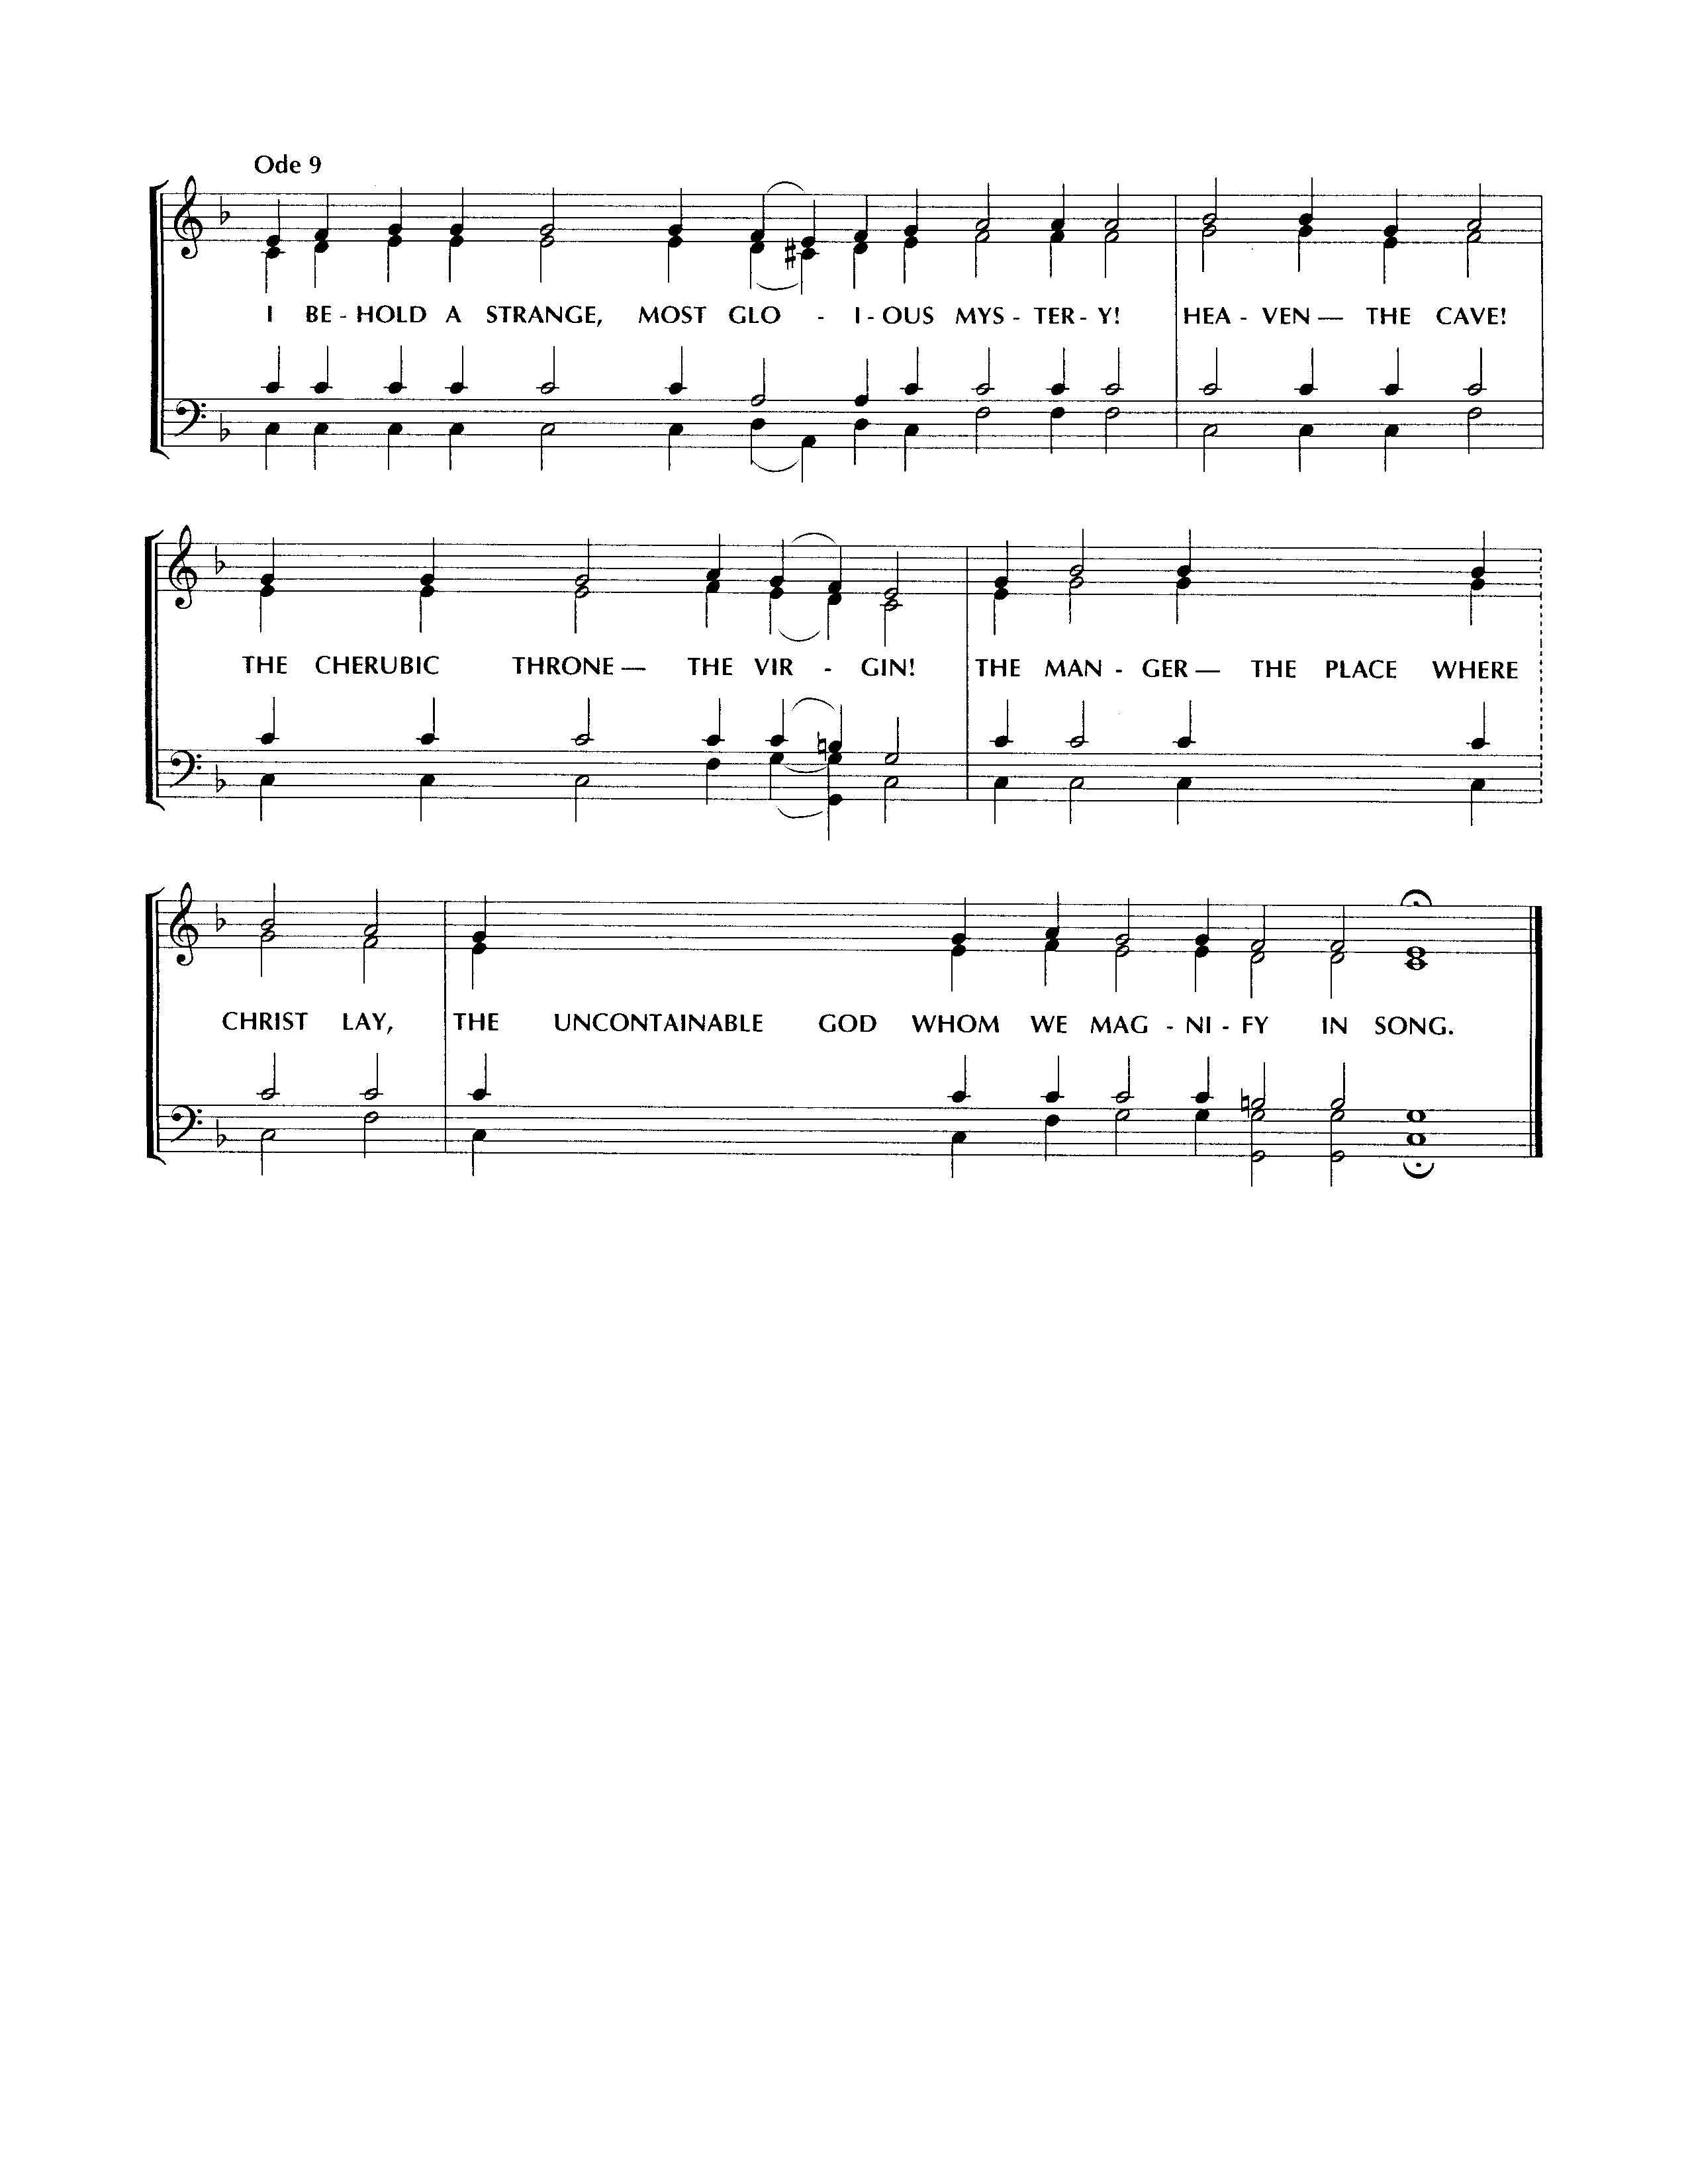 Ode 9
I BE - HOLD A STRANGE, MOST GLO - I - OUS MYS - TER - Y! HEA - VEN — THE CAVE!
THE CHERUBIC THRONE — THE VIR - GIN! THE MAN - GER — THE PLACE WHERE
CHRIST LAY, THE UNCONTAINABLE GOD WHOM WE MAG - NI - FY IN SONG.